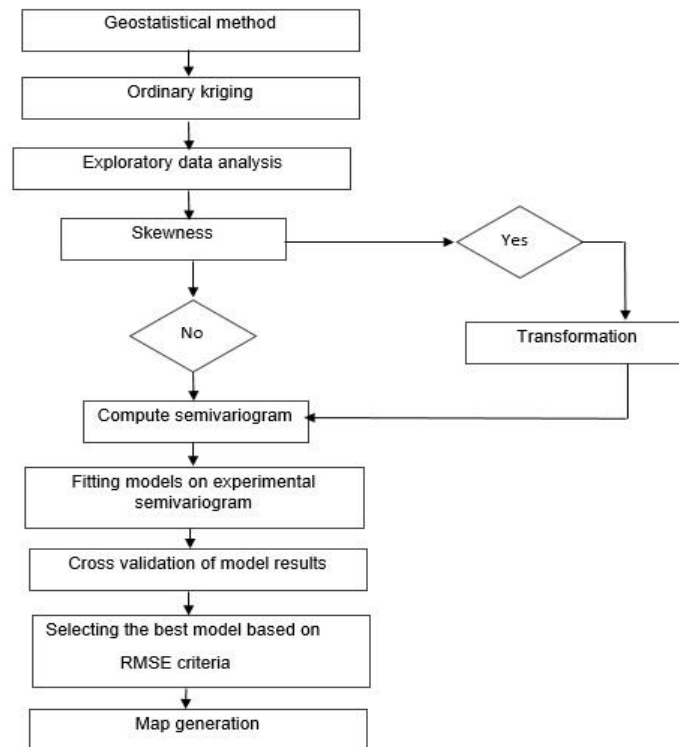 Geostatistical method
Ordinary kriging
Exploratory data analysis
Skewness
Yes
No
Transformation
Compute semivariogram
Fitting models on experimental
semivariogram
Cross validation of model results
Selecting the best model based on
RMSE criteria
Map generation